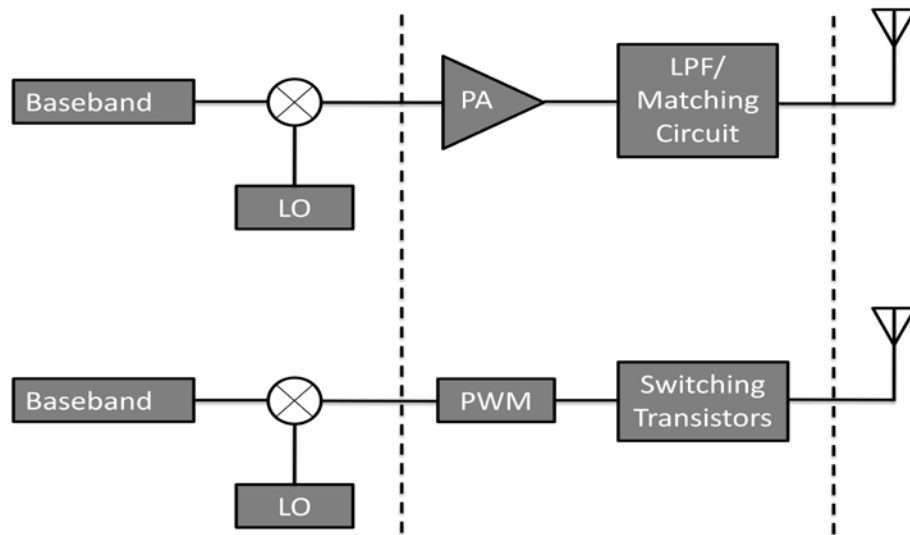 Baseband
PA
LPF/
Matching
Circuit
LO
Baseband
PWM
Switching
Transistors
LO